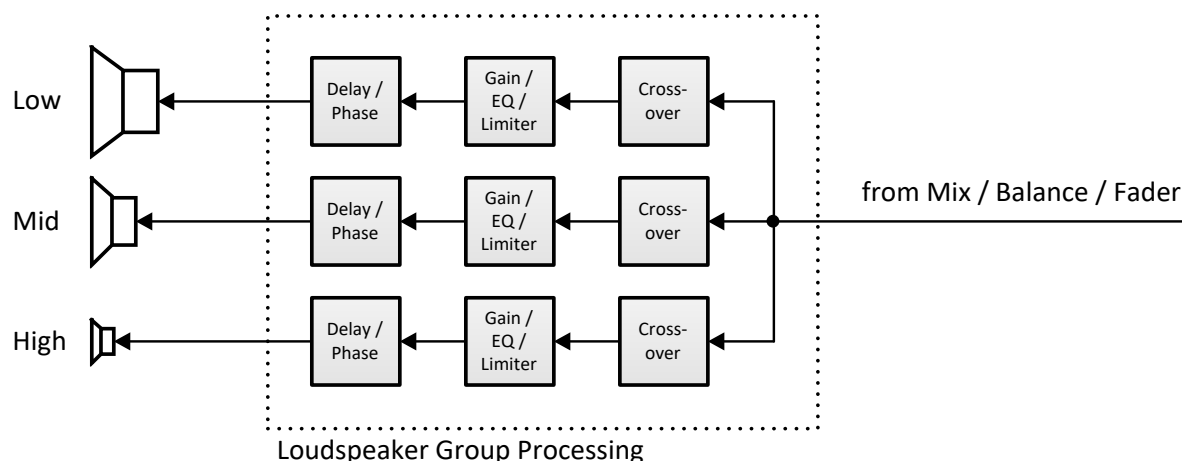 Low
Delay /
Phase
Gain /
EQ /
Limiter
Cross-
over
Mid
Delay /
Phase
Gain /
EQ /
Limiter
Cross-
over
from Mix / Balance / Fader
High
Delay /
Phase
Gain /
EQ /
Limiter
Cross-
over
Loudspeaker Group Processing